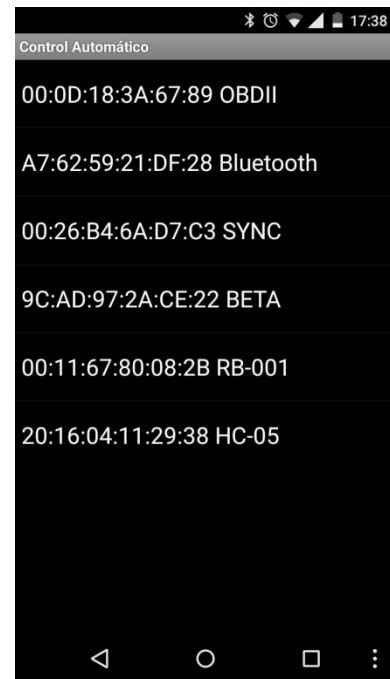 17:38
Control Automático
00:0D:18:3A:67:89 OBDII
A7:62:59:21:DF:28 Bluetooth
00:26:B4:6A:D7:C3 SYNC
9C:AD:97:2A:CE:22 BETA
00:11:67:80:08:2B RB-001
20:16:04:11:29:38 HC-05